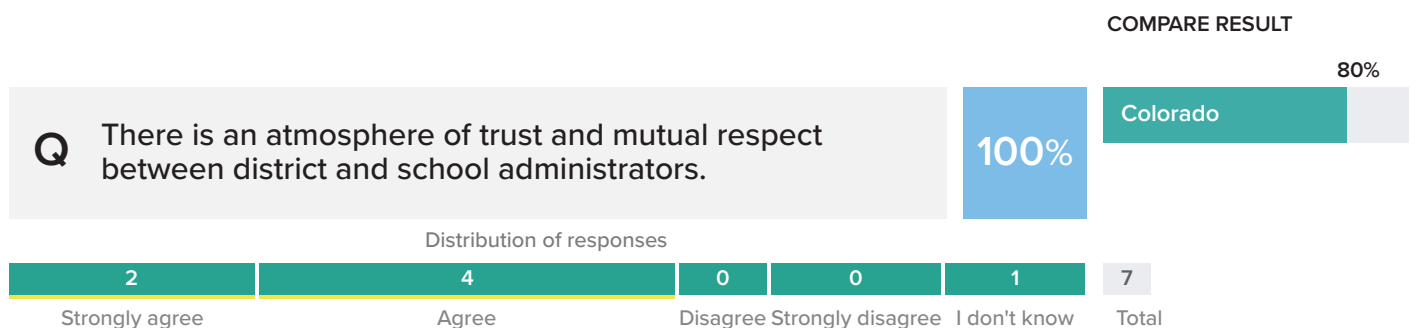 COMPARE RESULT
80%
Colorado
Q
There is an atmosphere of trust and mutual respect
between district and school administrators.
100%
Distribution of responses
2 4 0 0 1 7
Strongly agree Agree Disagree Strongly disagree I don't know Total